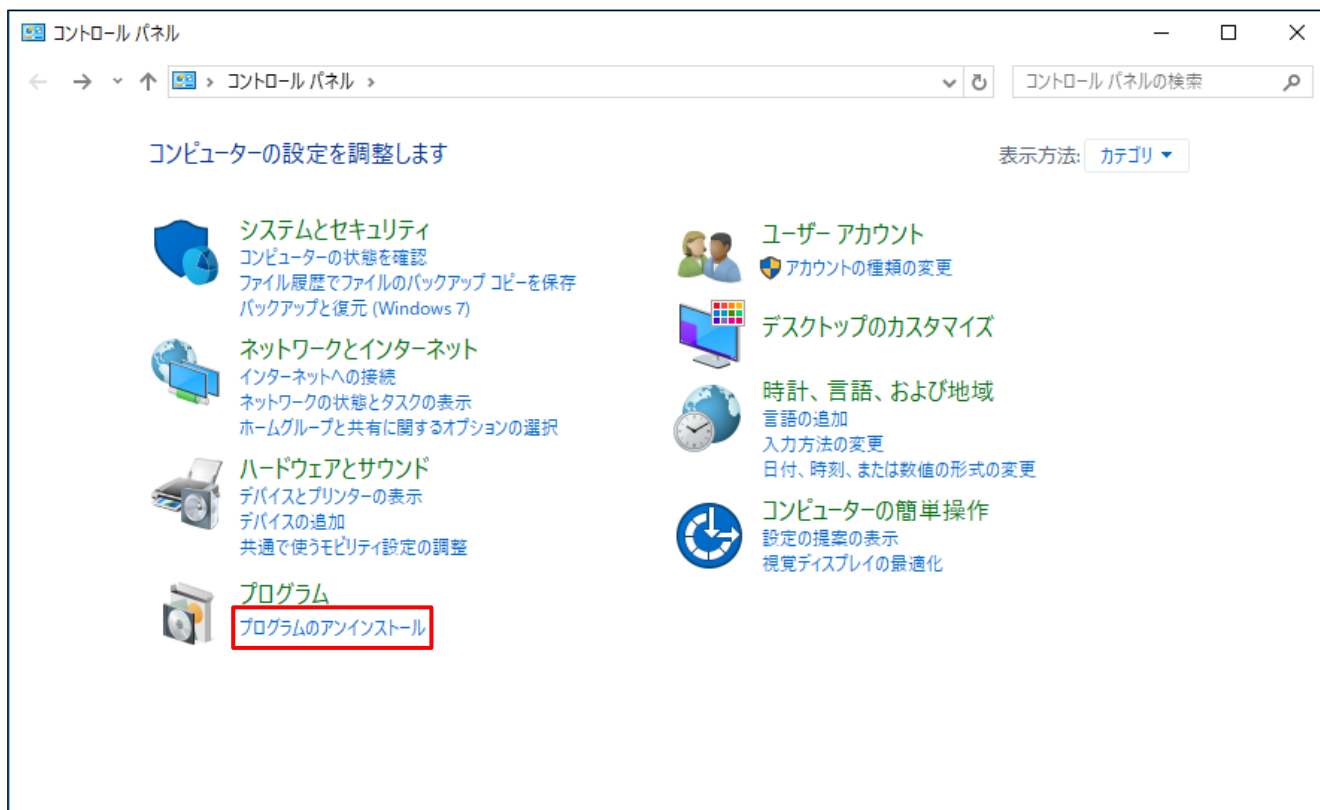 コントロール パネル
コントロール パネル
コントロール パネルの検索
コンピューターの設定を調整します
表示方法: カテゴリ
システムとセキュリティ
コンピューターの状態を確認
ファイル履歴でファイルのバックアップ コピーを保存
バックアップと復元 (Windows 7)
ネットワークとインターネット
インターネットへの接続
ネットワークの状態とタスクの表示
ホームグループと共有に関するオプションの選択
ハードウェアとサウンド
デバイスとプリンターの表示
デバイスの追加
共通で使うモビリティ設定の調整
プログラム
プログラムのアンインストール
ユーザー アカウント
アカウントの種類の変更
デスクトップのカスタマイズ
時計、言語、および地域
言語の追加
入力方法の変更
日付、時刻、または数値の形式の変更
コンピューターの簡単操作
設定の提案の表示
視覚ディスプレイの最適化